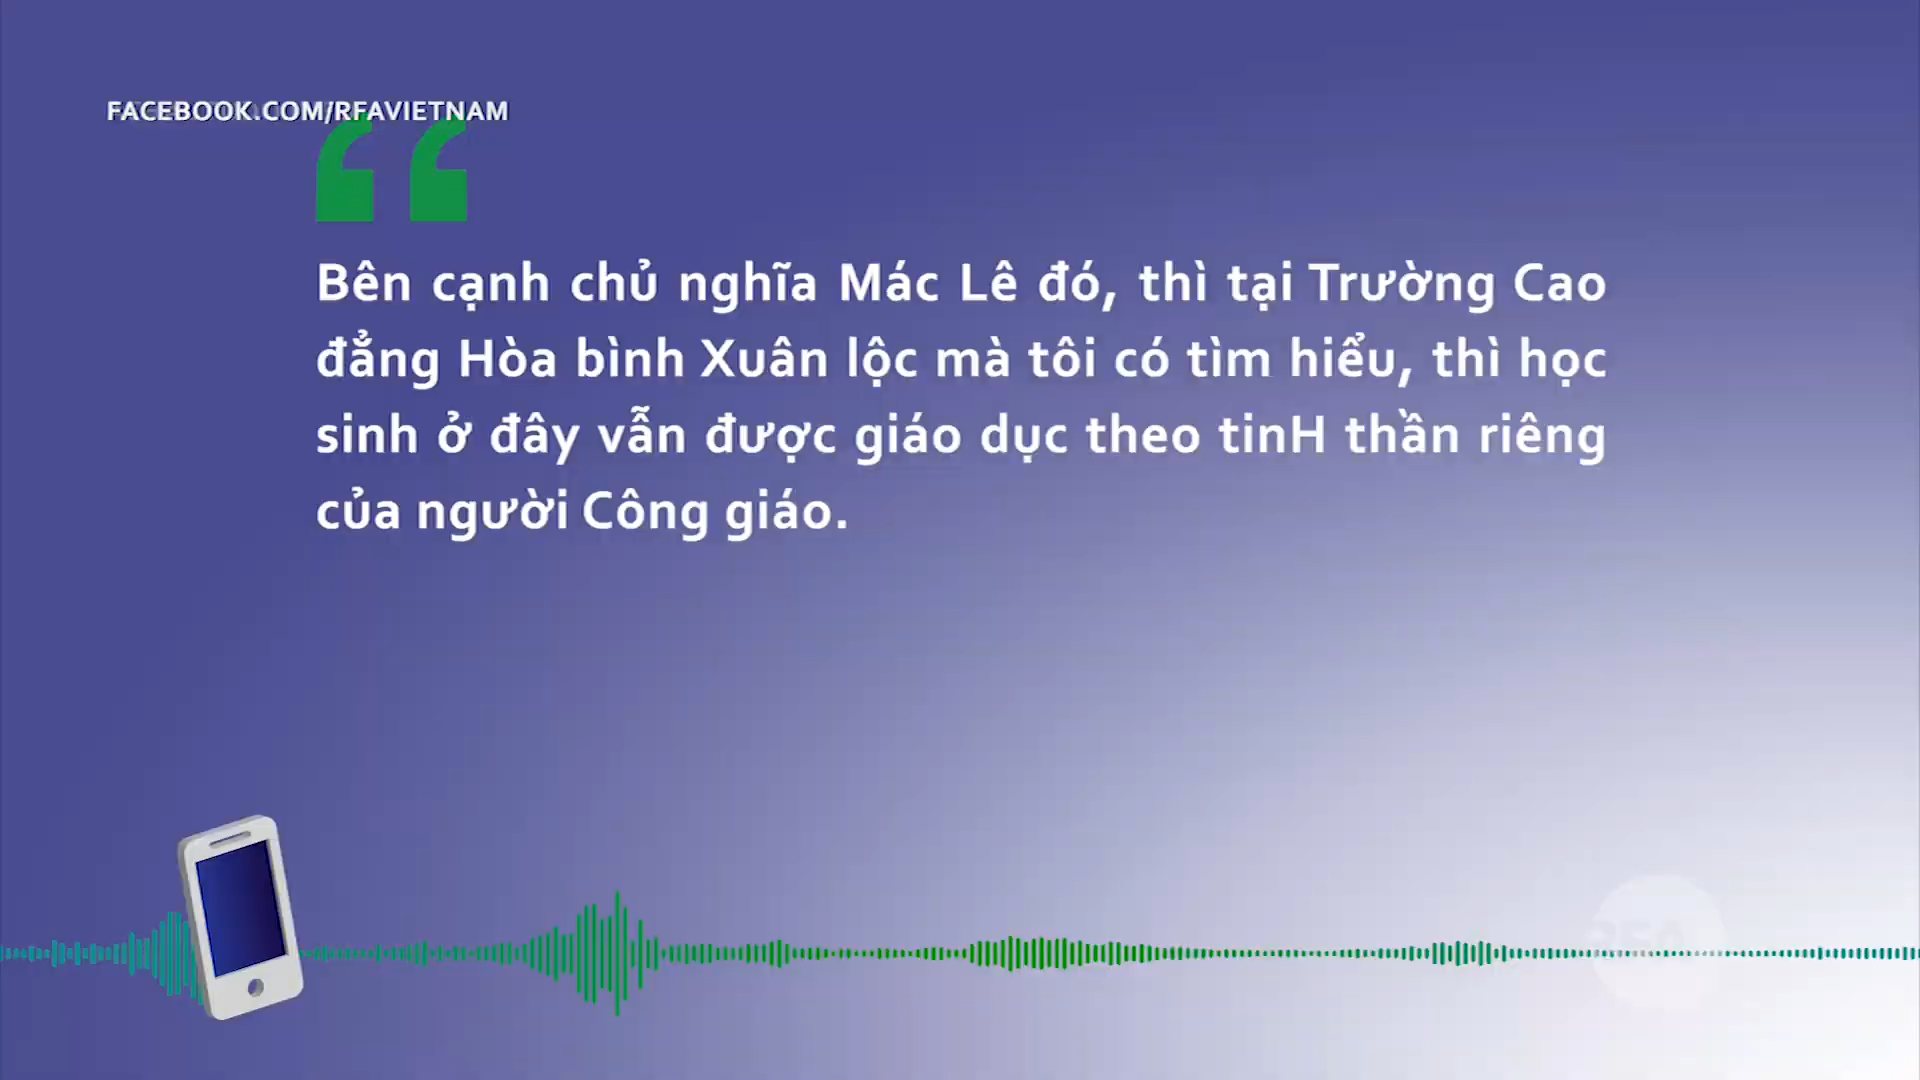 FACEBOOK.COM/RFAVIETNAM
Bên cạnh chủ nghĩa Mác Lê đó, thì tại Trường Cao
đẳng Hòa bình Xuân lộc mà tôi có tìm hiểu, thì học
sinh ở đây vẫn được giáo dục theo tinH thần riêng
của người Công giáo.
RFA